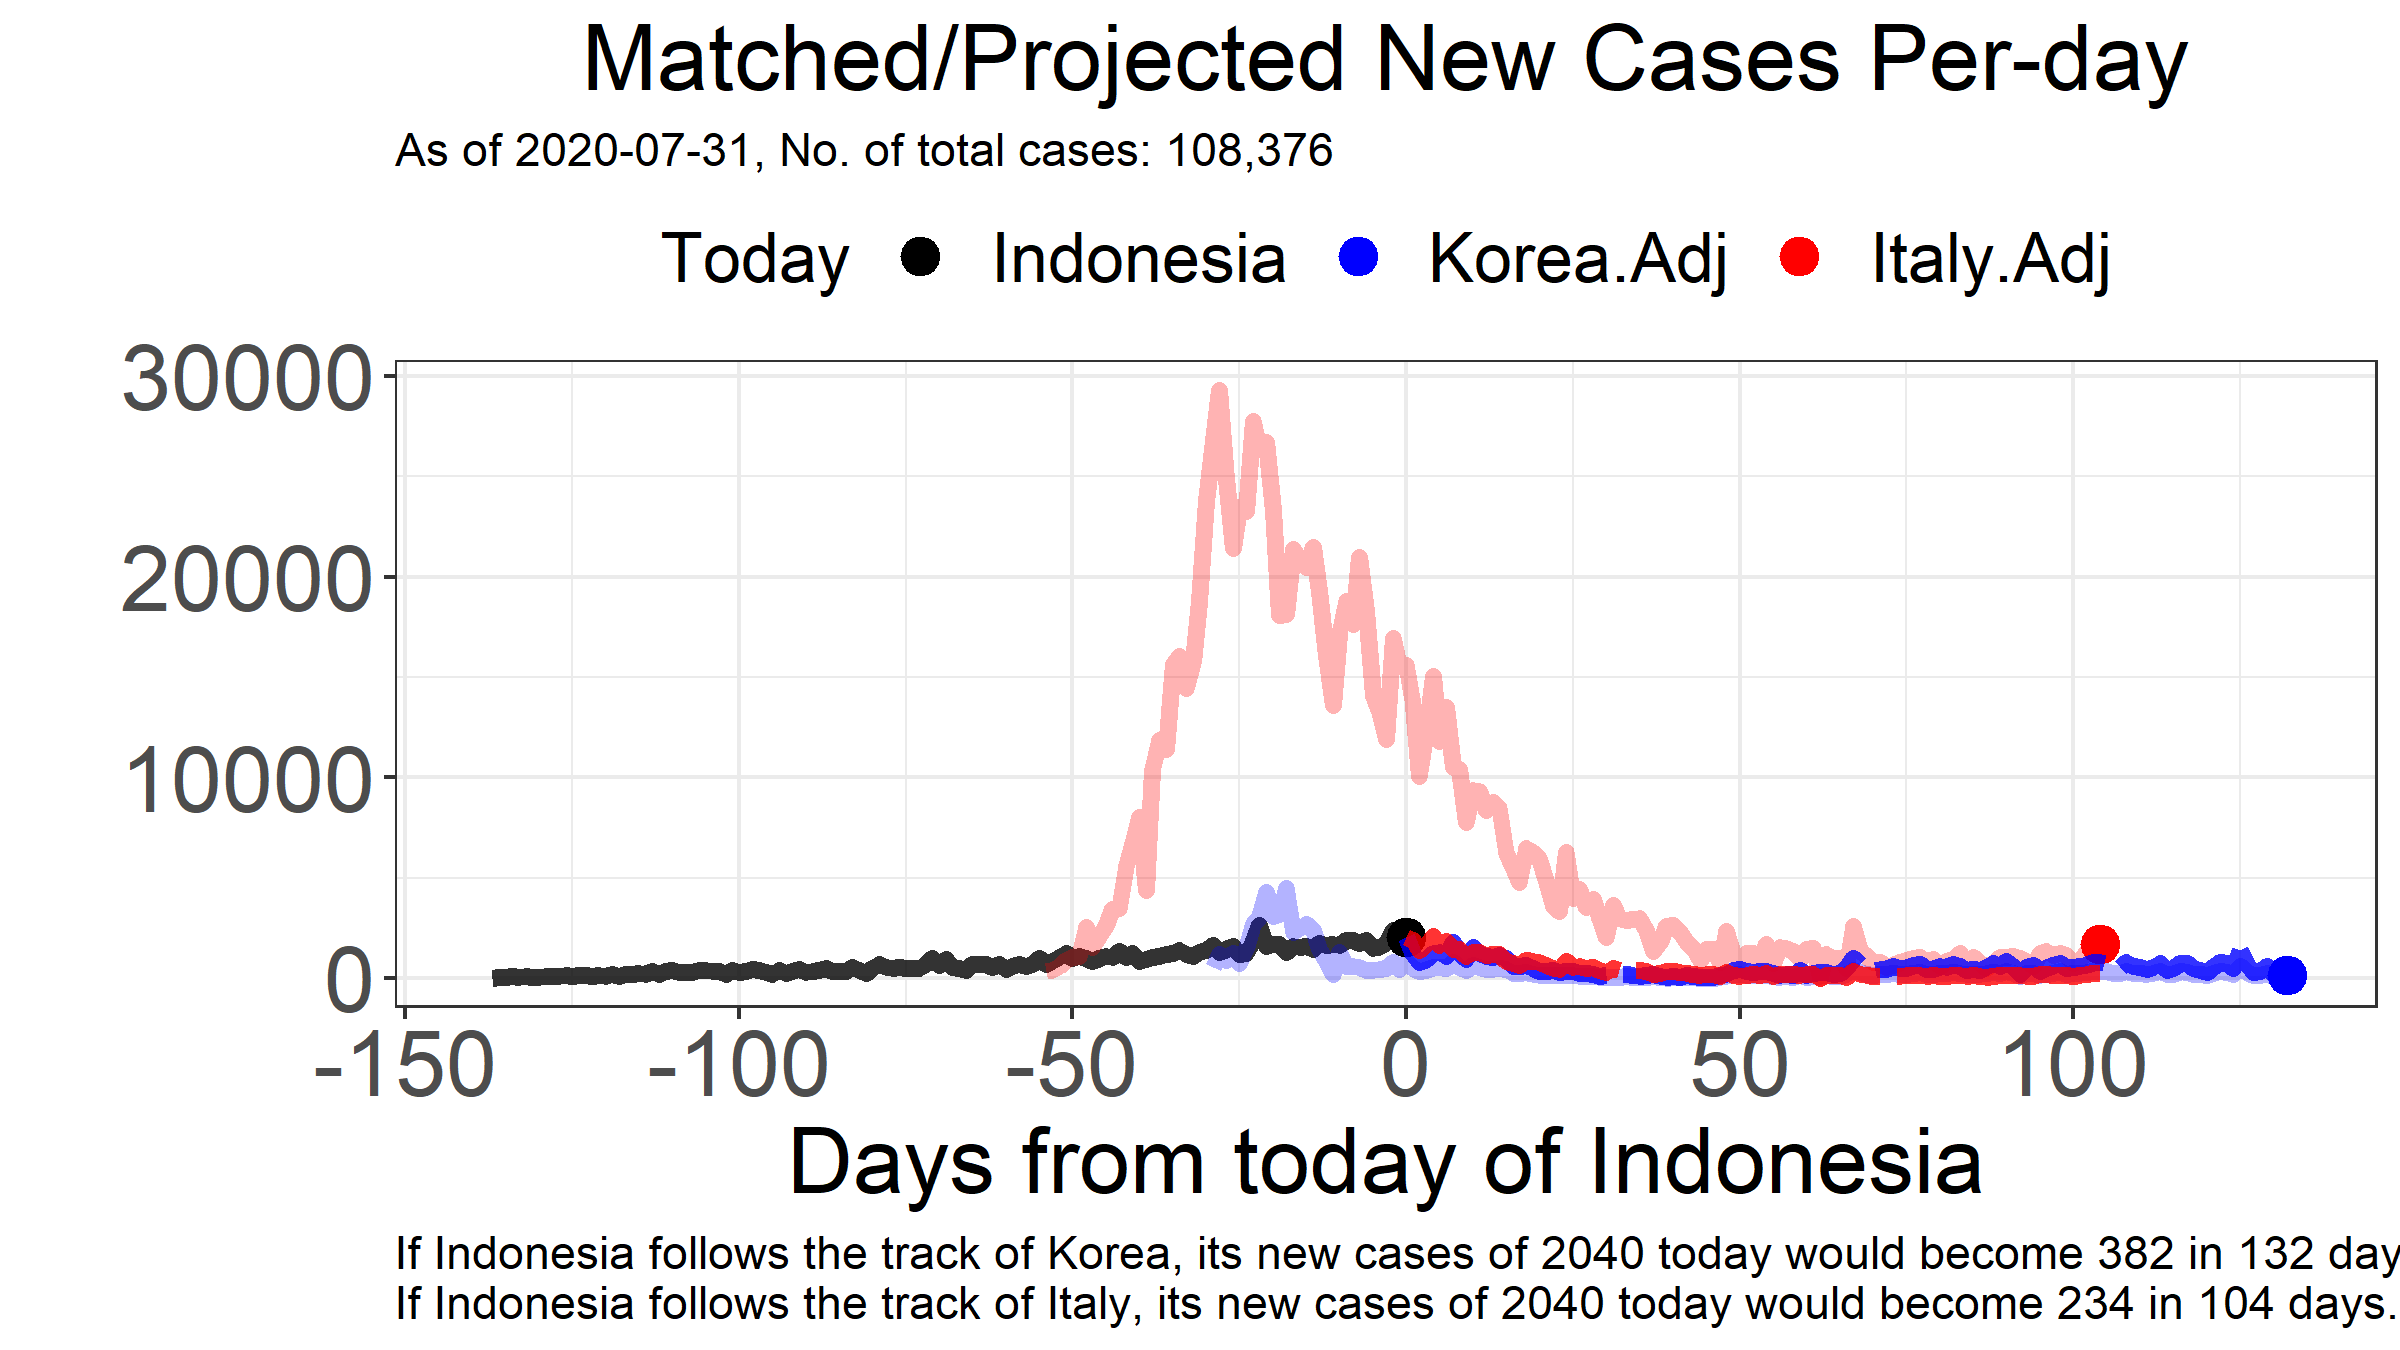 Matched/Projected New Cases Per-day
As of 2020-07-31, No. of total cases: 108,376
Today Indonesia Korea.Adj Italy.Adj
30000
20000
10000
0
-150 -100 -50 0 50 100
Days from today of Indonesia
If Indonesia follows the track of Korea, its new cases of 2040 today would become 382 in 132 day
If Indonesia follows the track of Italy, its new cases of 2040 today would become 234 in 104 days.